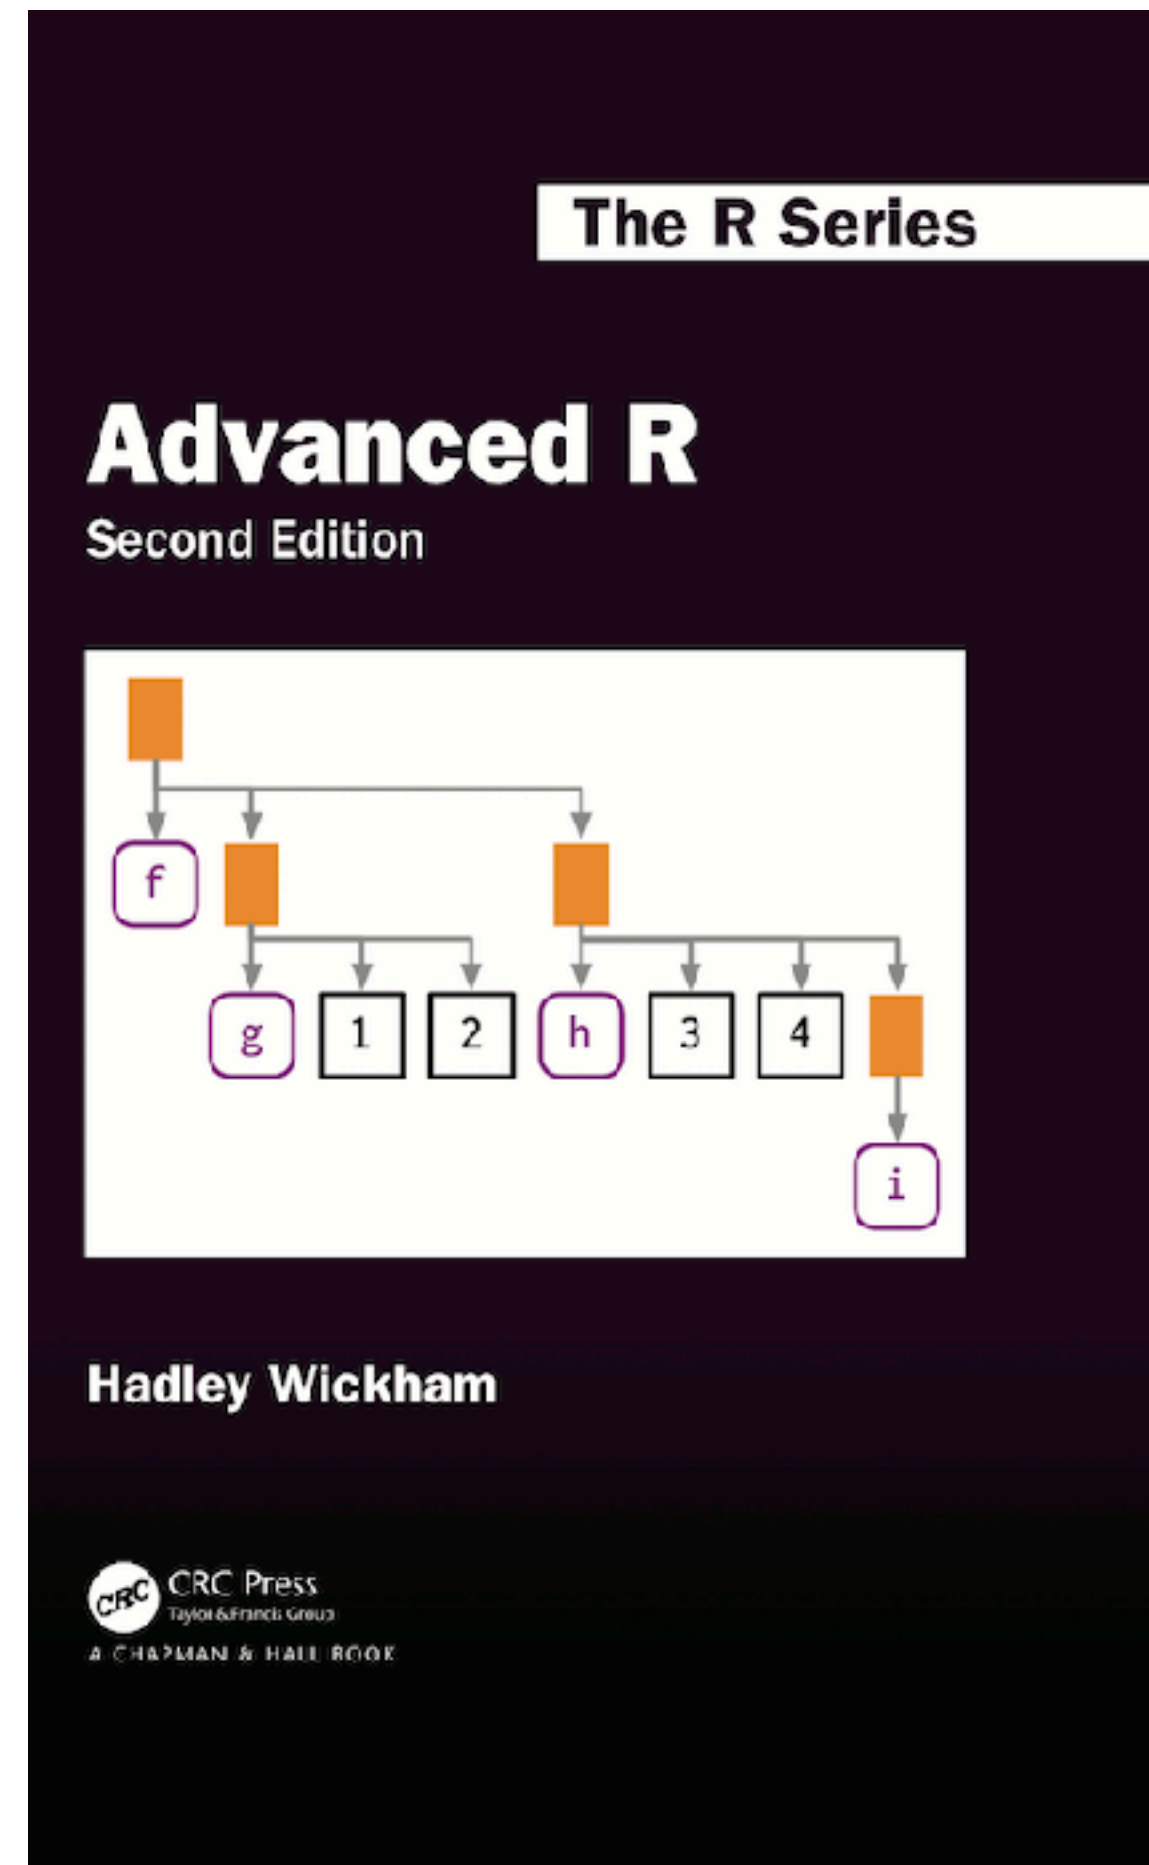 The R Series
Advanced R
Second Edition
f
g 1 2 h 3 4
i
Hadley Wickham
CRC
CRC Press
Taylor & Francis Group
A CHAPMAN & HALL BOOK